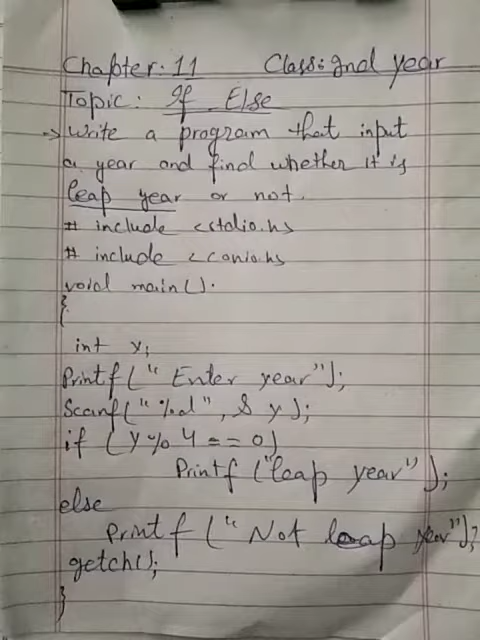 Chapter: 11 Class: 2nd year
Topic: If Else
→ Write a program that input
a year and find whether it is
leap year or not.
# include <stdio.h>
# include <conio.h>
void main().
{
int y;
Printf("Enter year");
Scanf("%d", & y);
if (y%4 == 0)
Printf ("leap year");
else
Printf ("Not leap year");
getch();
}